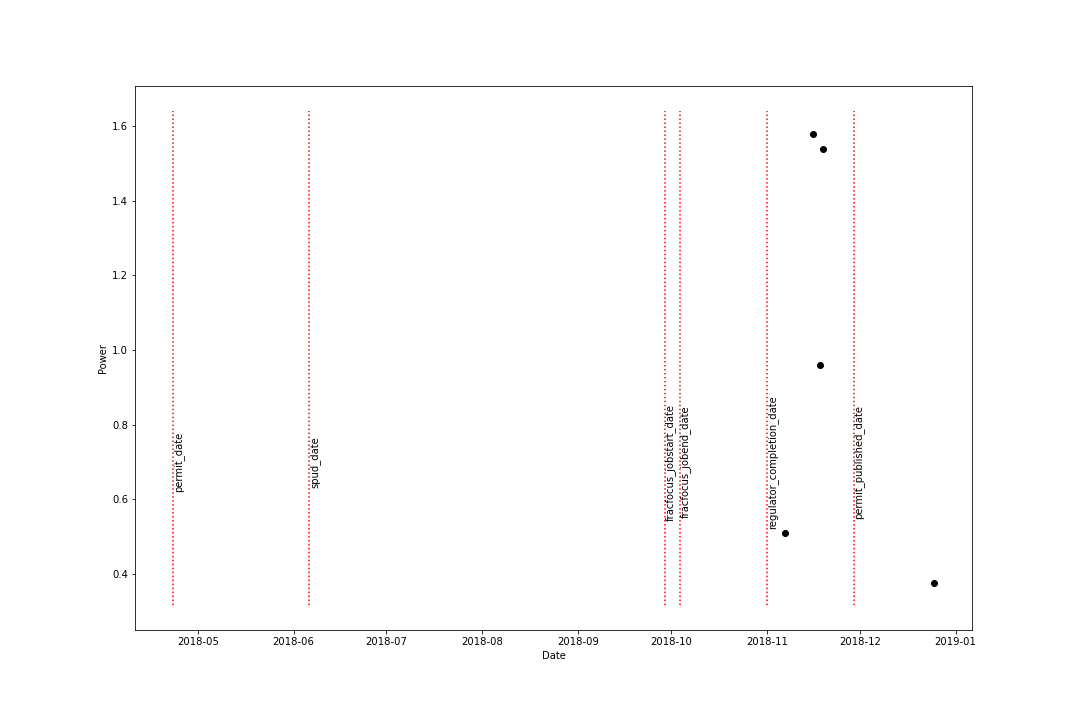 1.6
1.4
1.2
1.0
0.8
0.6
0.4
Power
permit_date
spud_date
fracfocus_jobstart_date
fracfocus_jobend_date
regulator_completion_date
permit_published_date
2018-05 2018-06 2018-07 2018-08 2018-09 2018-10 2018-11 2018-12 2019-01
Date